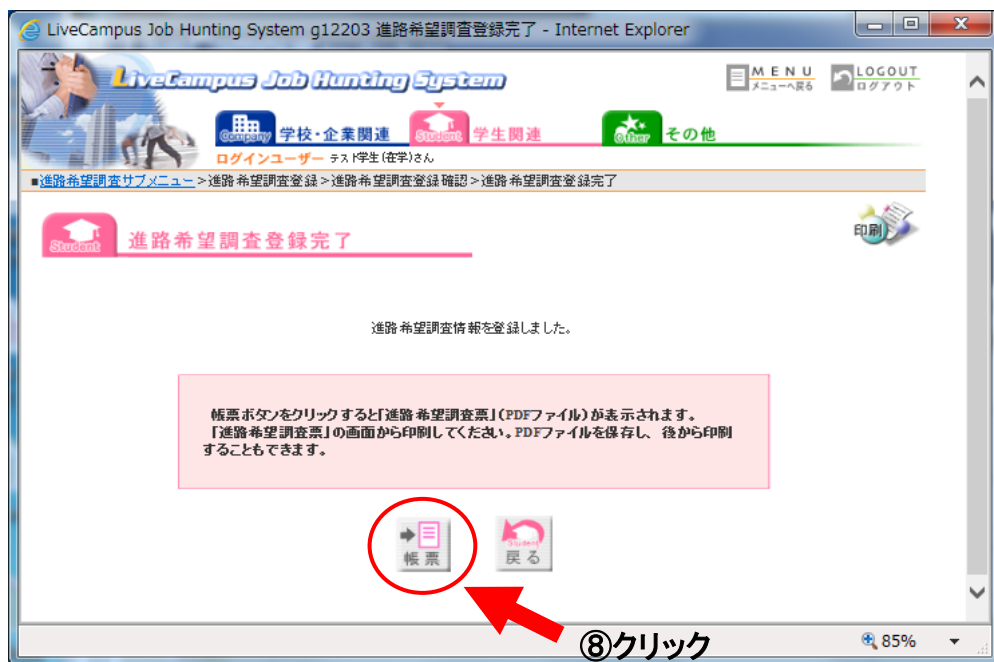 LiveCampus Job Hunting System g12203 進路希望調査登録完了 - Internet Explorer
LiveCampus Job Hunting System
MENU
メニューへ戻る
LOGOUT
ログアウト
Company 学校・企業関連 Student 学生関連 Other その他
ログインユーザー テスト学生(在学)さん
■進路希望調査サブメニュー>進路希望調査登録>進路希望調査登録確認>進路希望調査登録完了
Student 進路希望調査登録完了
印刷
進路希望調査情報を登録しました。
帳票ボタンをクリックすると「進路希望調査票」(PDFファイル)が表示されます。
「進路希望調査票」の画面から印刷してください。PDFファイルを保存し、後から印刷
することもできます。
帳票
Student
戻る
⑧クリック
85%